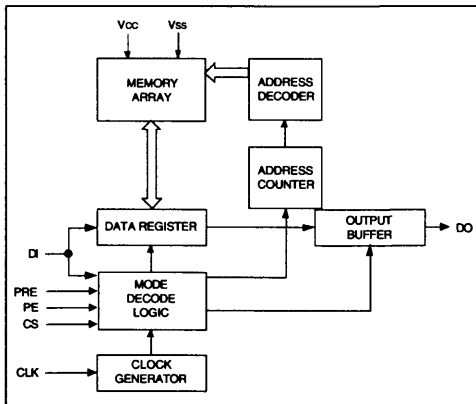 Vcc Vss
MEMORY
ARRAY
ADDRESS
DECODER
ADDRESS
COUNTER
DATA REGISTER
OUTPUT
BUFFER
DO
DI
PRE
PE
CS
MODE
DECODE
LOGIC
CLK
CLOCK
GENERATOR